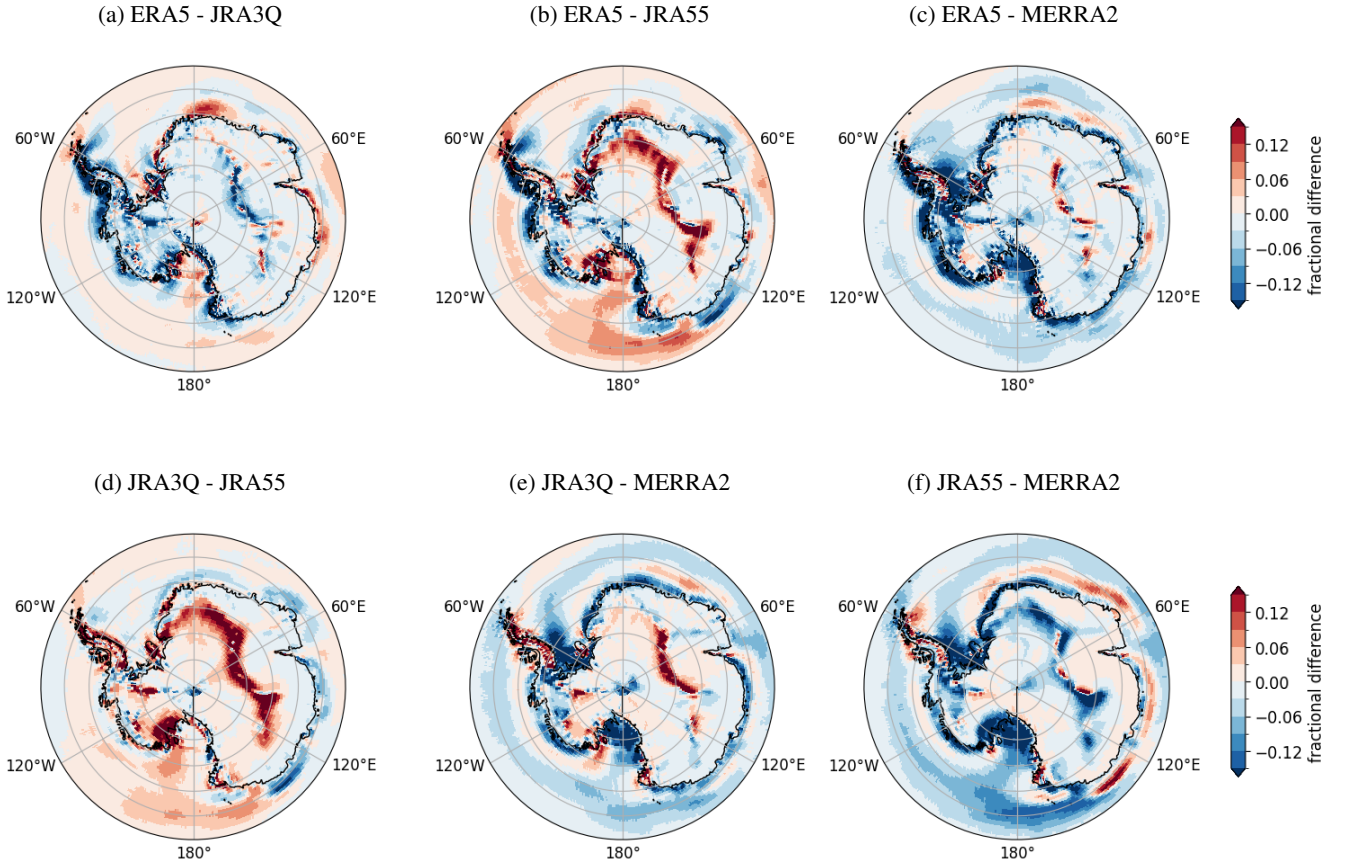 (a) ERA5 - JRA3Q
(b) ERA5 - JRA55
(c) ERA5 - MERRA2
60°W
60°E
120°W
120°E
180°
60°W
60°E
120°W
120°E
180°
60°W
60°E
120°W
120°E
180°
0.12
0.06
0.00
−0.06
−0.12
fractional difference
(d) JRA3Q - JRA55
(e) JRA3Q - MERRA2
(f) JRA55 - MERRA2
60°W
60°E
120°W
120°E
180°
60°W
60°E
120°W
120°E
180°
60°W
60°E
120°W
120°E
180°
0.12
0.06
0.00
−0.06
−0.12
fractional difference